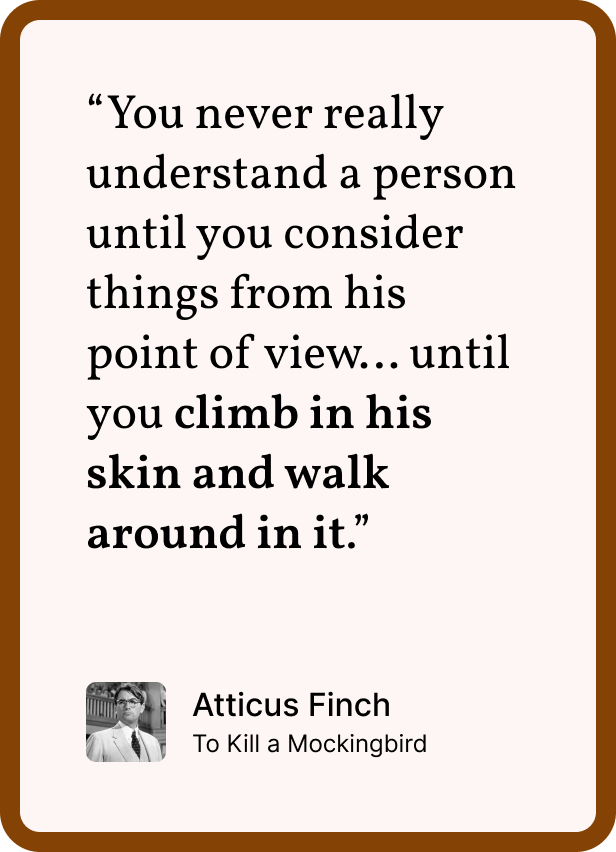 “You never really
understand a person
until you consider
things from his
point of view… until
you climb in his
skin and walk
around in it.”
Atticus Finch
To Kill a Mockingbird